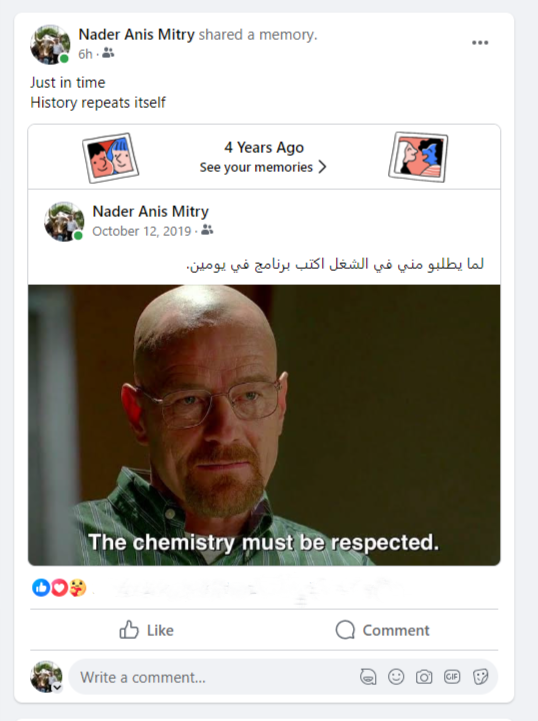 Nader Anis Mitry shared a memory.
6h ·
Just in time
History repeats itself
4 Years Ago
See your memories
Nader Anis Mitry
October 12, 2019 ·
لما يطلبو مني في الشغل اكتب برنامج في يومين.
The chemistry must be respected.
Like
Comment
Write a comment...
GIF